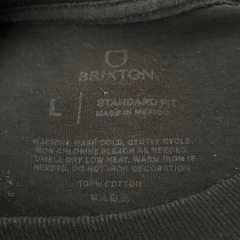 BRIXTON
L
STANDARD FIT
MADE IN MEXICO
MACHINE WASH COLD, GENTLE CYCLE
NON CHLORINE BLEACH AS NEEDED,
TUMBLE DRY LOW HEAT, WARM IRON IF
NEEDED. DO NOT IRON DECORATION
100% COTTON